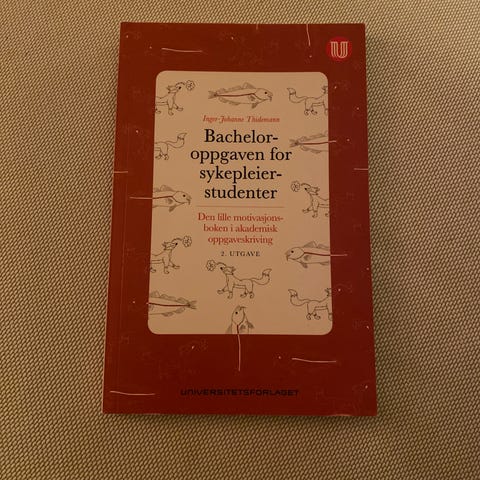 Inger-Johanne Thidemann
Bachelor-
oppgaven for
sykepleier-
studenter
Den lille motivasjons-
boken i akademisk
oppgaveskriving
2. UTGAVE
UNIVERSITETSFORLAGET